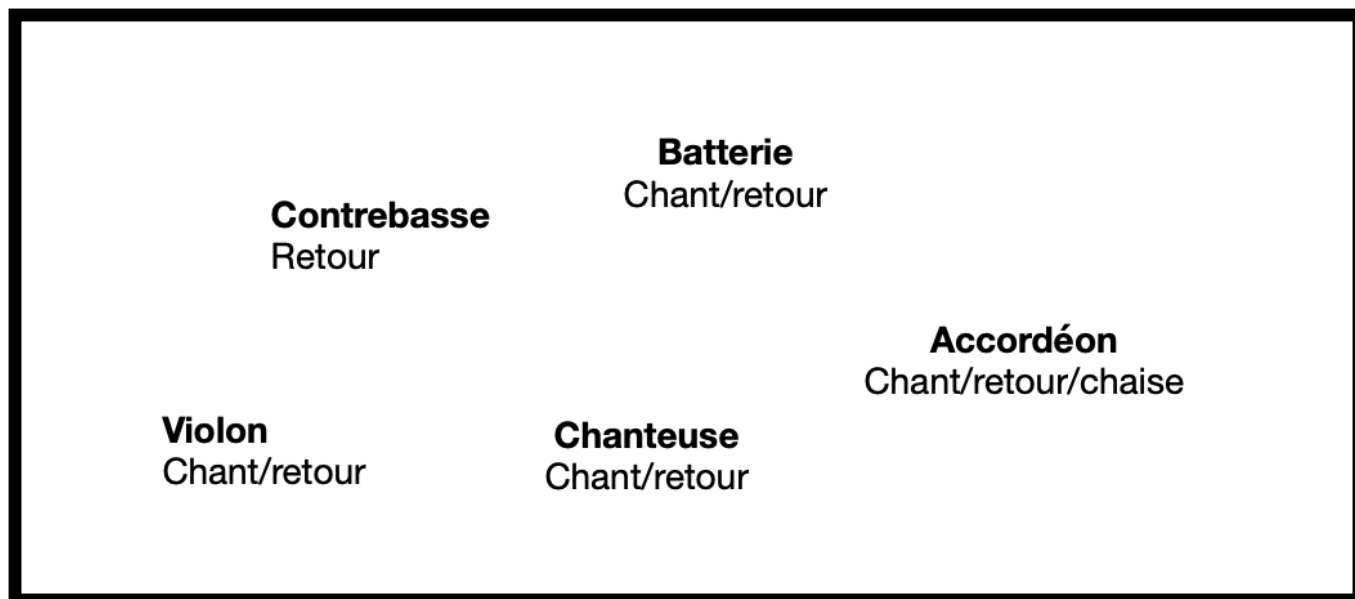 Batterie
Chant/retour
Contrebasse
Retour
Accordéon
Chant/retour/chaise
Violon
Chant/retour
Chanteuse
Chant/retour